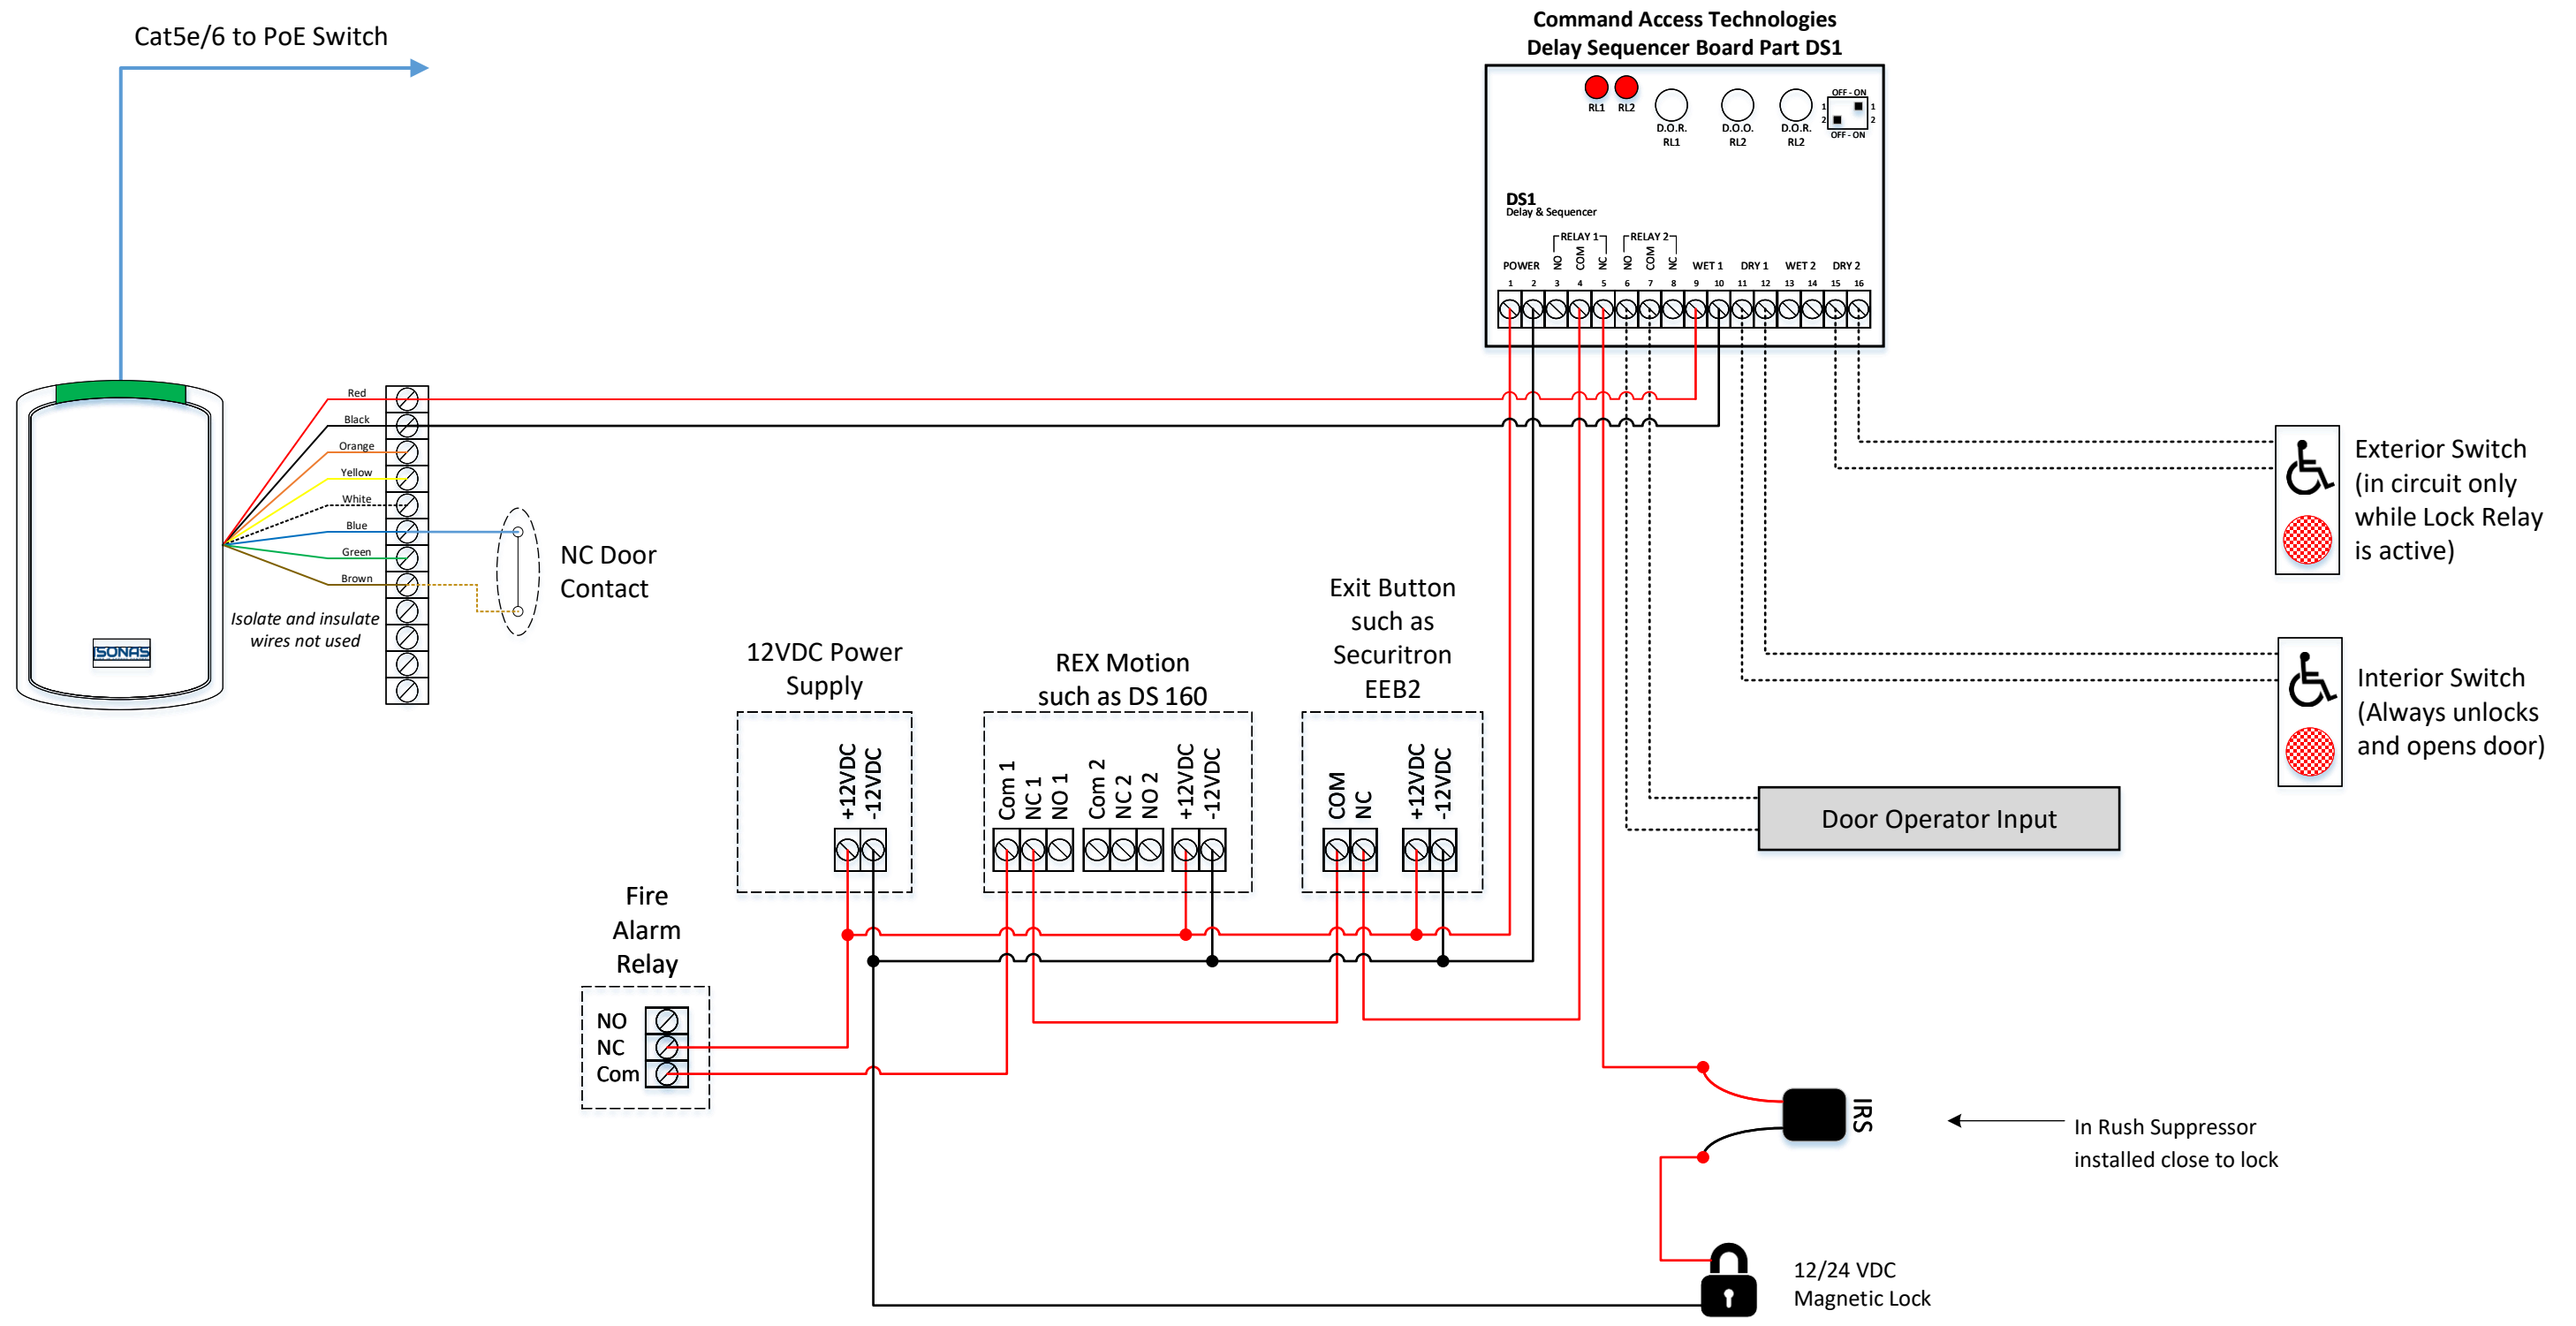 Cat5e/6 to PoE Switch
Command Access Technologies
Delay Sequencer Board Part DS1
RL1
RL2
D.O.R.
RL1
D.O.O.
RL2
D.O.R.
RL2
OFF - ON
1
1
2
2
OFF - ON
DS1
Delay & Sequencer
RELAY 1
RELAY 2
POWER
NO
COM
NC
NO
COM
NC
WET 1
DRY 1
WET 2
DRY 2
1
2
3
4
5
6
7
8
9
10
11
12
13
14
15
16
Red
Black
Orange
Yellow
White
Blue
Green
Brown
Isolate and insulate
wires not used
ISONAS
NC Door
Contact
Exterior Switch
(in circuit only
while Lock Relay
is active)
Interior Switch
(Always unlocks
and opens door)
Door Operator Input
12VDC Power
Supply
+12VDC
-12VDC
REX Motion
such as DS 160
Com 1
NC 1
NO 1
Com 2
NC 2
NO 2
+12VDC
-12VDC
Exit Button
such as
Securitron
EEB2
COM
NC
+12VDC
-12VDC
Fire
Alarm
Relay
NO
NC
Com
IRS
In Rush Suppressor
installed close to lock
12/24 VDC
Magnetic Lock